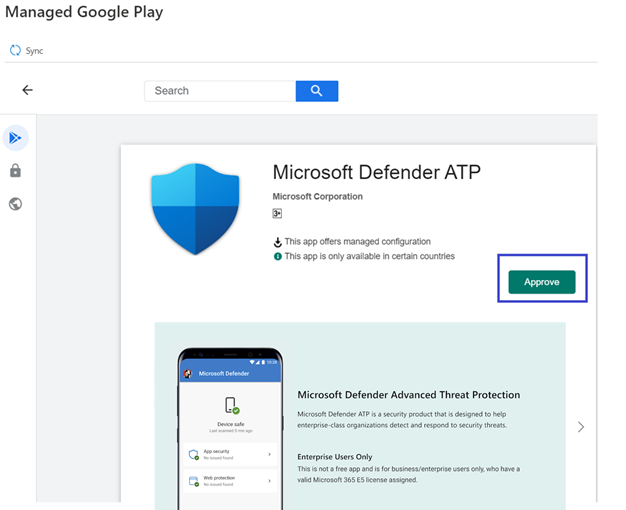 Managed Google Play
Sync
Search
Microsoft Defender ATP
Microsoft Corporation
3+
This app offers managed configuration
This app is only available in certain countries
Approve
10:28
Microsoft Defender
Device safe
Last scanned 5 min ago
App security
No issued found
Web protection
No issued found
Microsoft Defender Advanced Threat Protection
Microsoft Defender ATP is a security product that is designed to help
enterprise-class organizations detect and respond to security threats.
Enterprise Users Only
This is not a free app and is for business/enterprise users only, who have a
valid Microsoft 365 E5 license assigned.